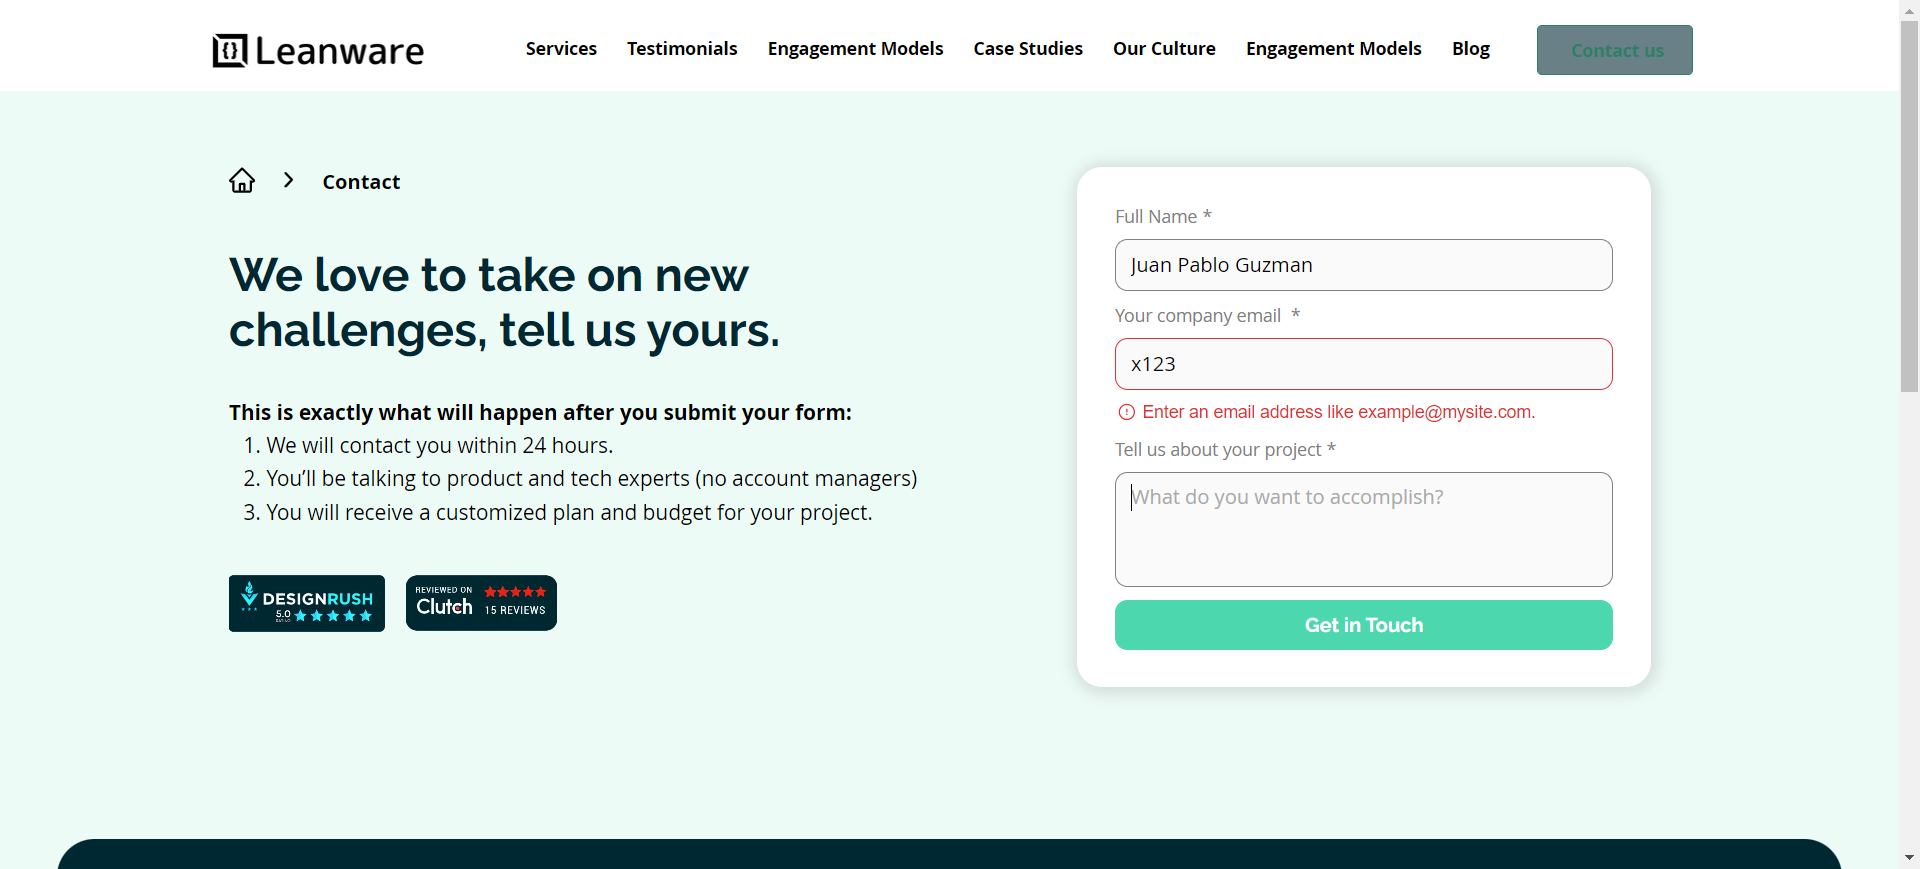 Leanware
Services Testimonials Engagement Models Case Studies Our Culture Engagement Models Blog Contact us
Contact
We love to take on new
challenges, tell us yours.
This is exactly what will happen after you submit your form:
1. We will contact you within 24 hours.
2. You’ll be talking to product and tech experts (no account managers)
3. You will receive a customized plan and budget for your project.
DESIGNRUSH
5.0
REVIEWED ON
Clutch
15 REVIEWS
Full Name *
Juan Pablo Guzman
Your company email *
x123
Enter an email address like example@mysite.com.
Tell us about your project *
What do you want to accomplish?
Get in Touch